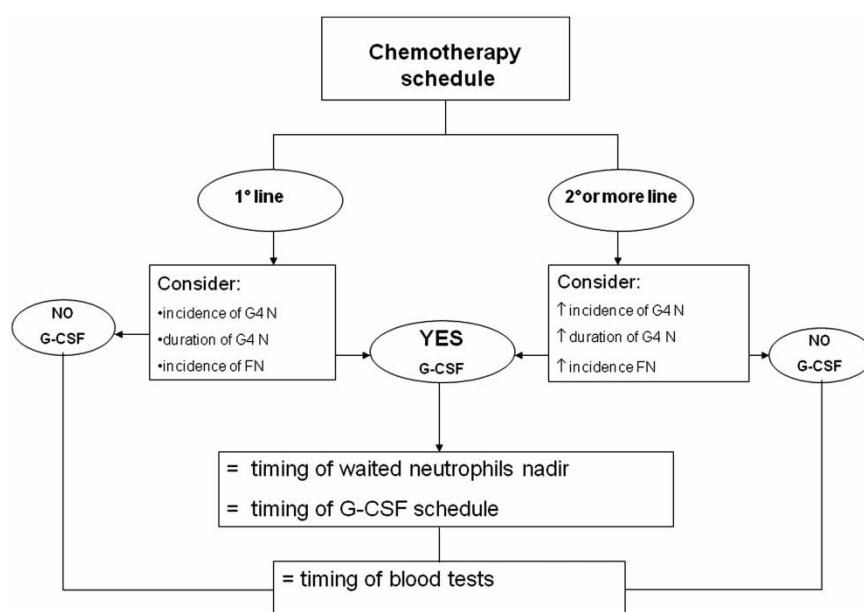 Chemotherapy
schedule
1° line
2°or more line
Consider:
•incidence of G4 N
•duration of G4 N
•incidence of FN
Consider:
↑ incidence of G4 N
↑ duration of G4 N
↑ incidence FN
NO
G-CSF
YES
G-CSF
NO
G-CSF
= timing of waited neutrophils nadir
= timing of G-CSF schedule
= timing of blood tests